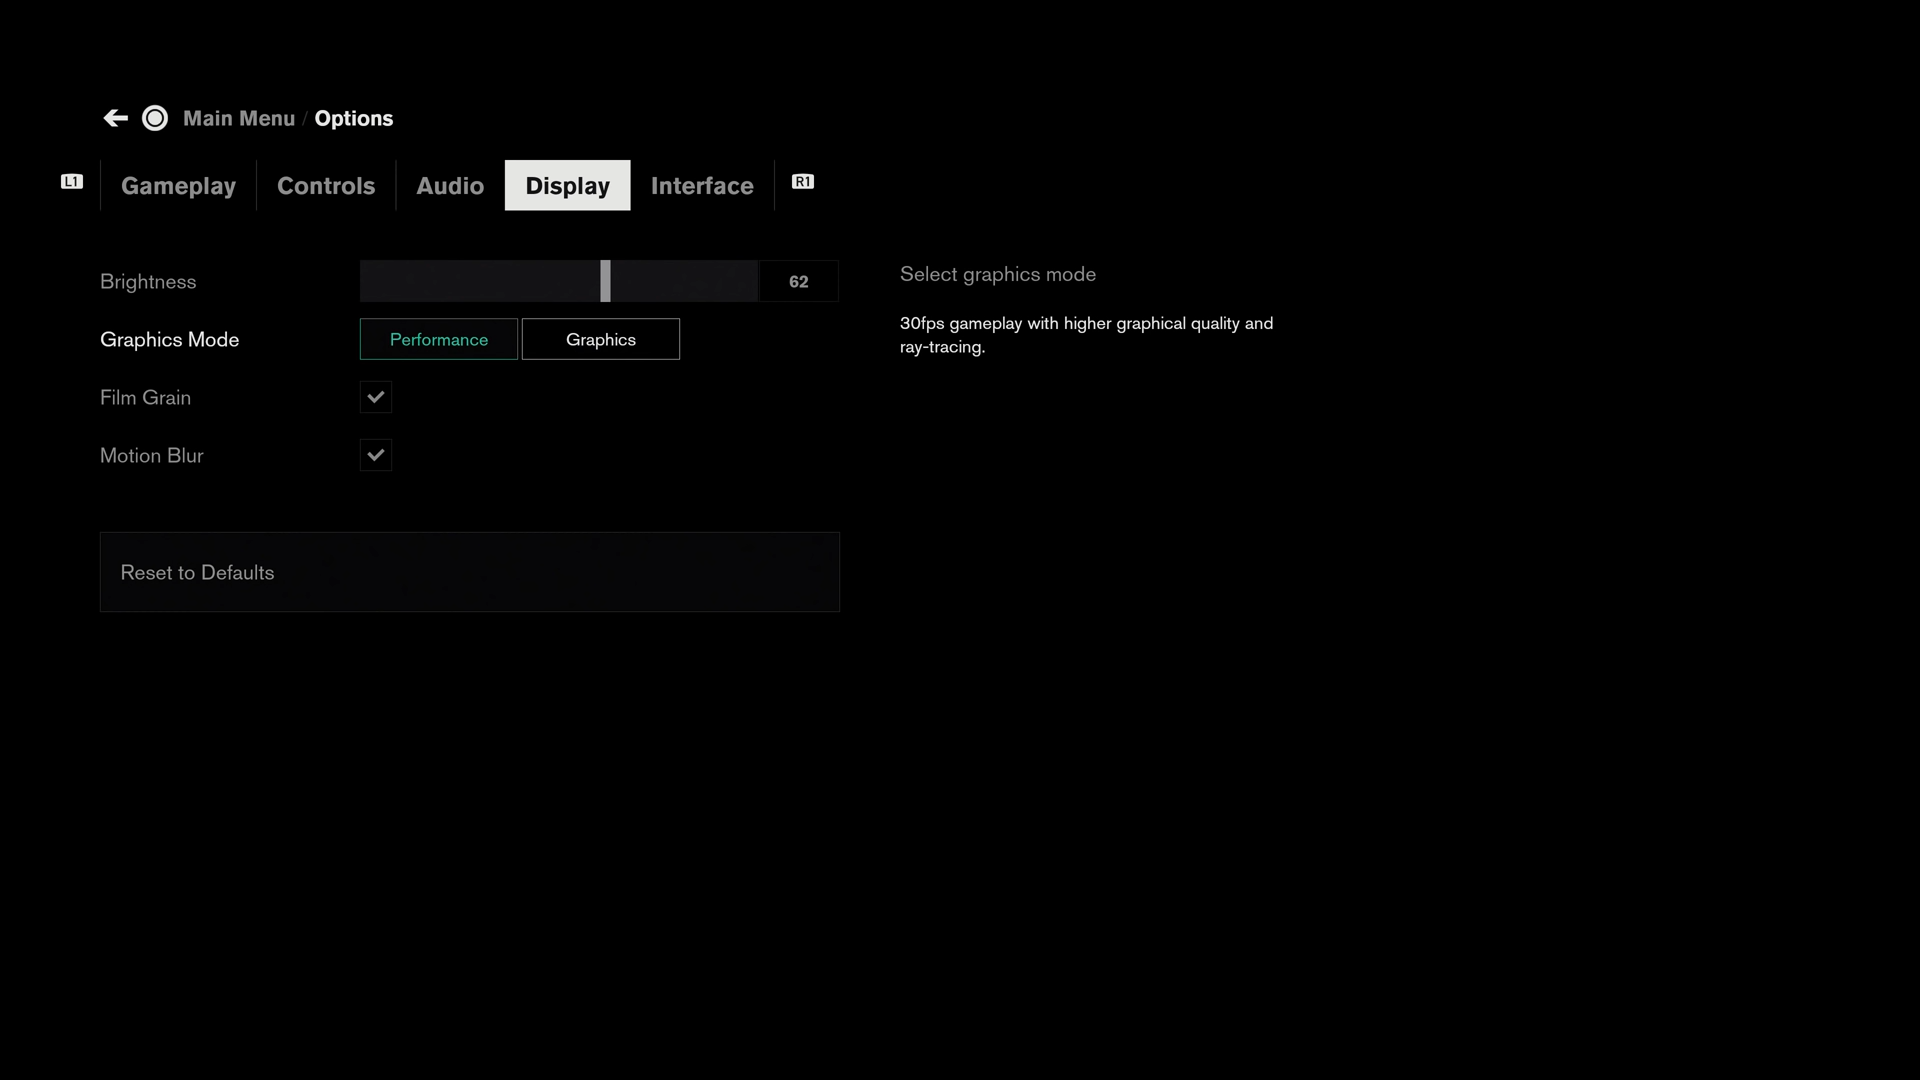 Main Menu / Options
L1 Gameplay Controls Audio Display Interface R1
Brightness 62
Graphics Mode Performance Graphics
Film Grain
Motion Blur
Reset to Defaults
Select graphics mode
30fps gameplay with higher graphical quality and
ray-tracing.